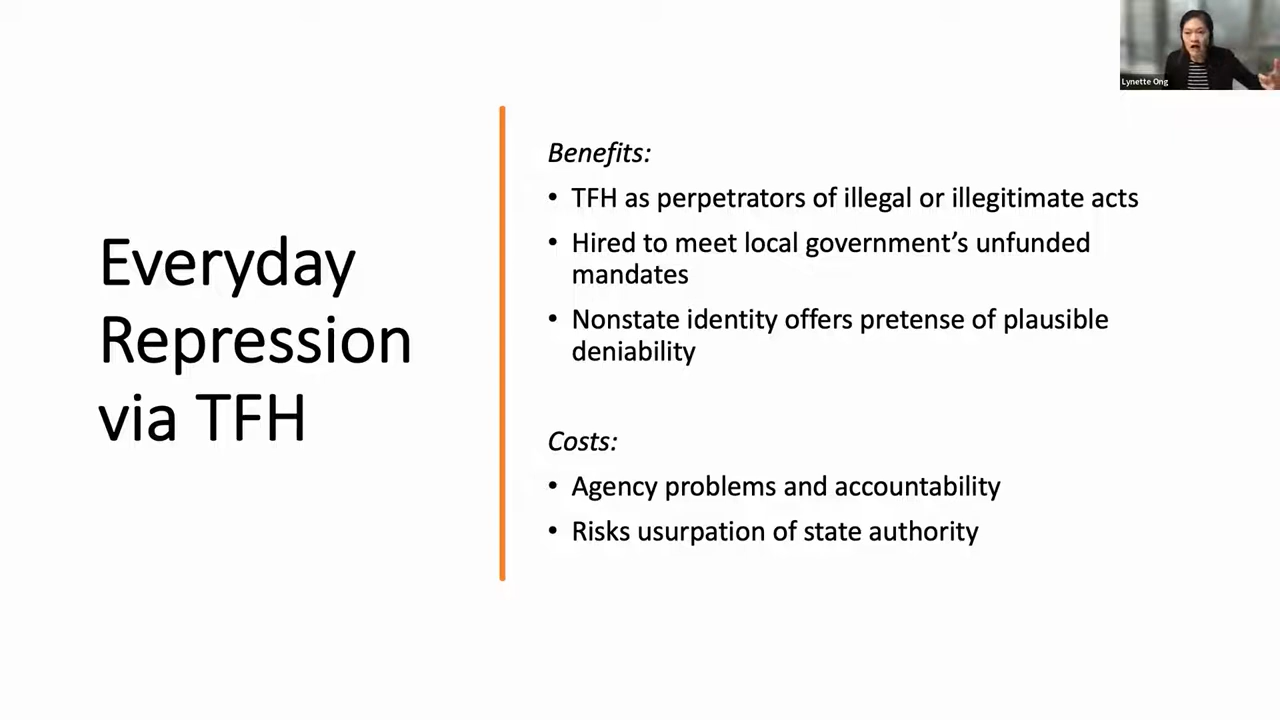 Lynette Ong
Everyday
Repression
via TFH
Benefits:
• TFH as perpetrators of illegal or illegitimate acts
• Hired to meet local government’s unfunded
mandates
• Nonstate identity offers pretense of plausible
deniability
Costs:
• Agency problems and accountability
• Risks usurpation of state authority